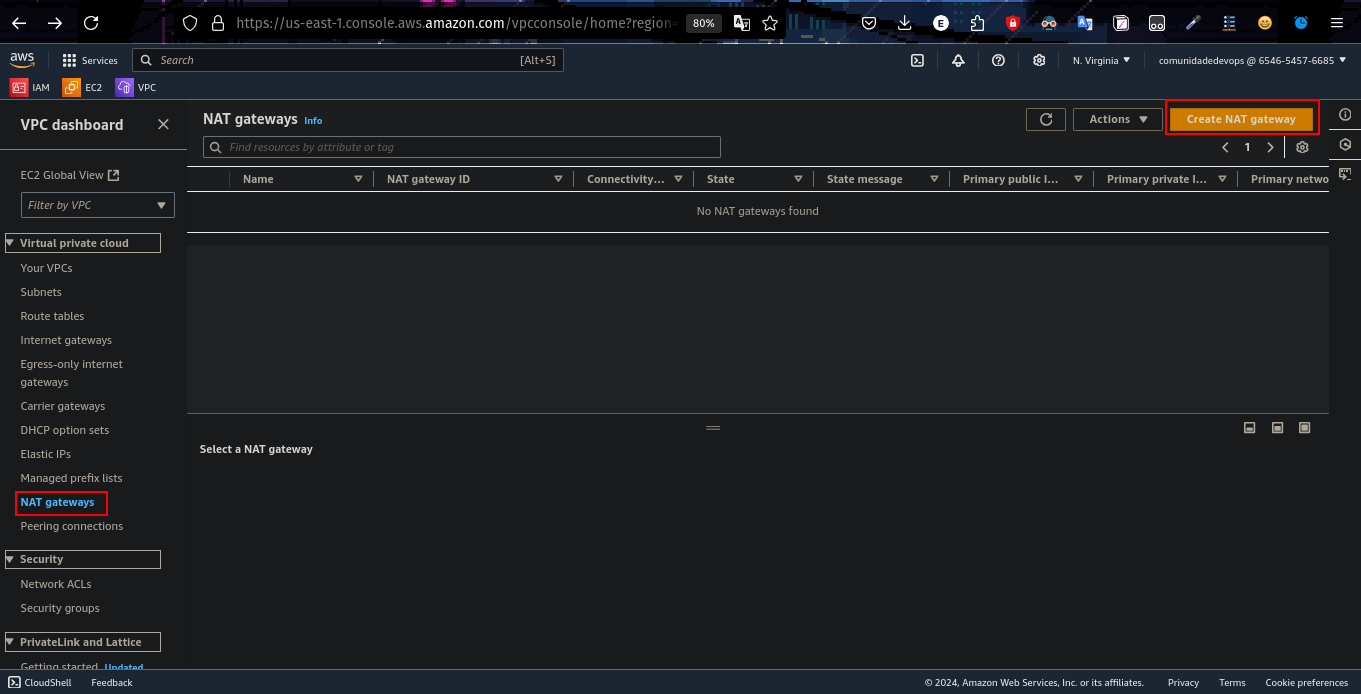 https://us-east-1.console.aws.amazon.com/vpcconsole/home?region=
80%
E
aws
Services
Search
[Alt+S]
N. Virginia
comunidadedevops @ 6546-5457-6685
IAM
EC2
VPC
VPC dashboard
EC2 Global View
Filter by VPC
Virtual private cloud
Your VPCs
Subnets
Route tables
Internet gateways
Egress-only internet
gateways
Carrier gateways
DHCP option sets
Elastic IPs
Managed prefix lists
NAT gateways
Peering connections
Security
Network ACLs
Security groups
PrivateLink and Lattice
Getting started Updated
NAT gateways Info
Actions
Create NAT gateway
Find resources by attribute or tag
1
Name
NAT gateway ID
Connectivity...
State
State message
Primary public I...
Primary private I...
Primary netwo
No NAT gateways found
Select a NAT gateway
CloudShell
Feedback
© 2024, Amazon Web Services, Inc. or its affiliates.
Privacy
Terms
Cookie preferences